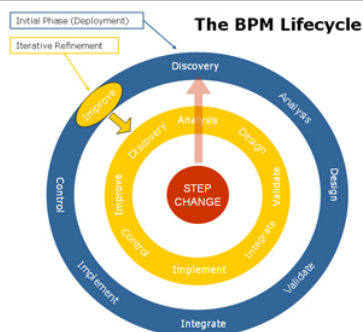 Initial Phase (Deployment)
The BPM Lifecycle
Iterative Refinement
Discovery
Analysis
Design
Validate
Integrate
Implement
Control
Improve
Discovery
Analysis
Design
Validate
Integrate
Implement
Control
Improve
STEP
CHANGE